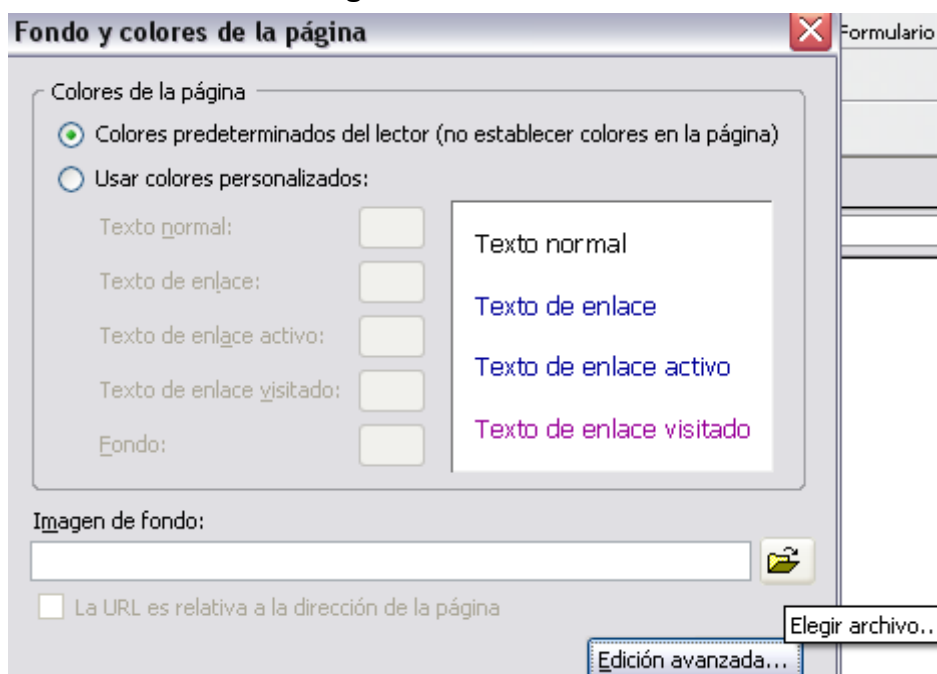 Fondo y colores de la página
Formulario
Colores de la página
Colores predeterminados del lector (no establecer colores en la página)
Usar colores personalizados:
Texto normal:
Texto de enlace:
Texto de enlace activo:
Texto de enlace visitado:
Fondo:
Texto normal
Texto de enlace
Texto de enlace activo
Texto de enlace visitado
Imagen de fondo:
La URL es relativa a la dirección de la página
Elegir archivo..
Edición avanzada...